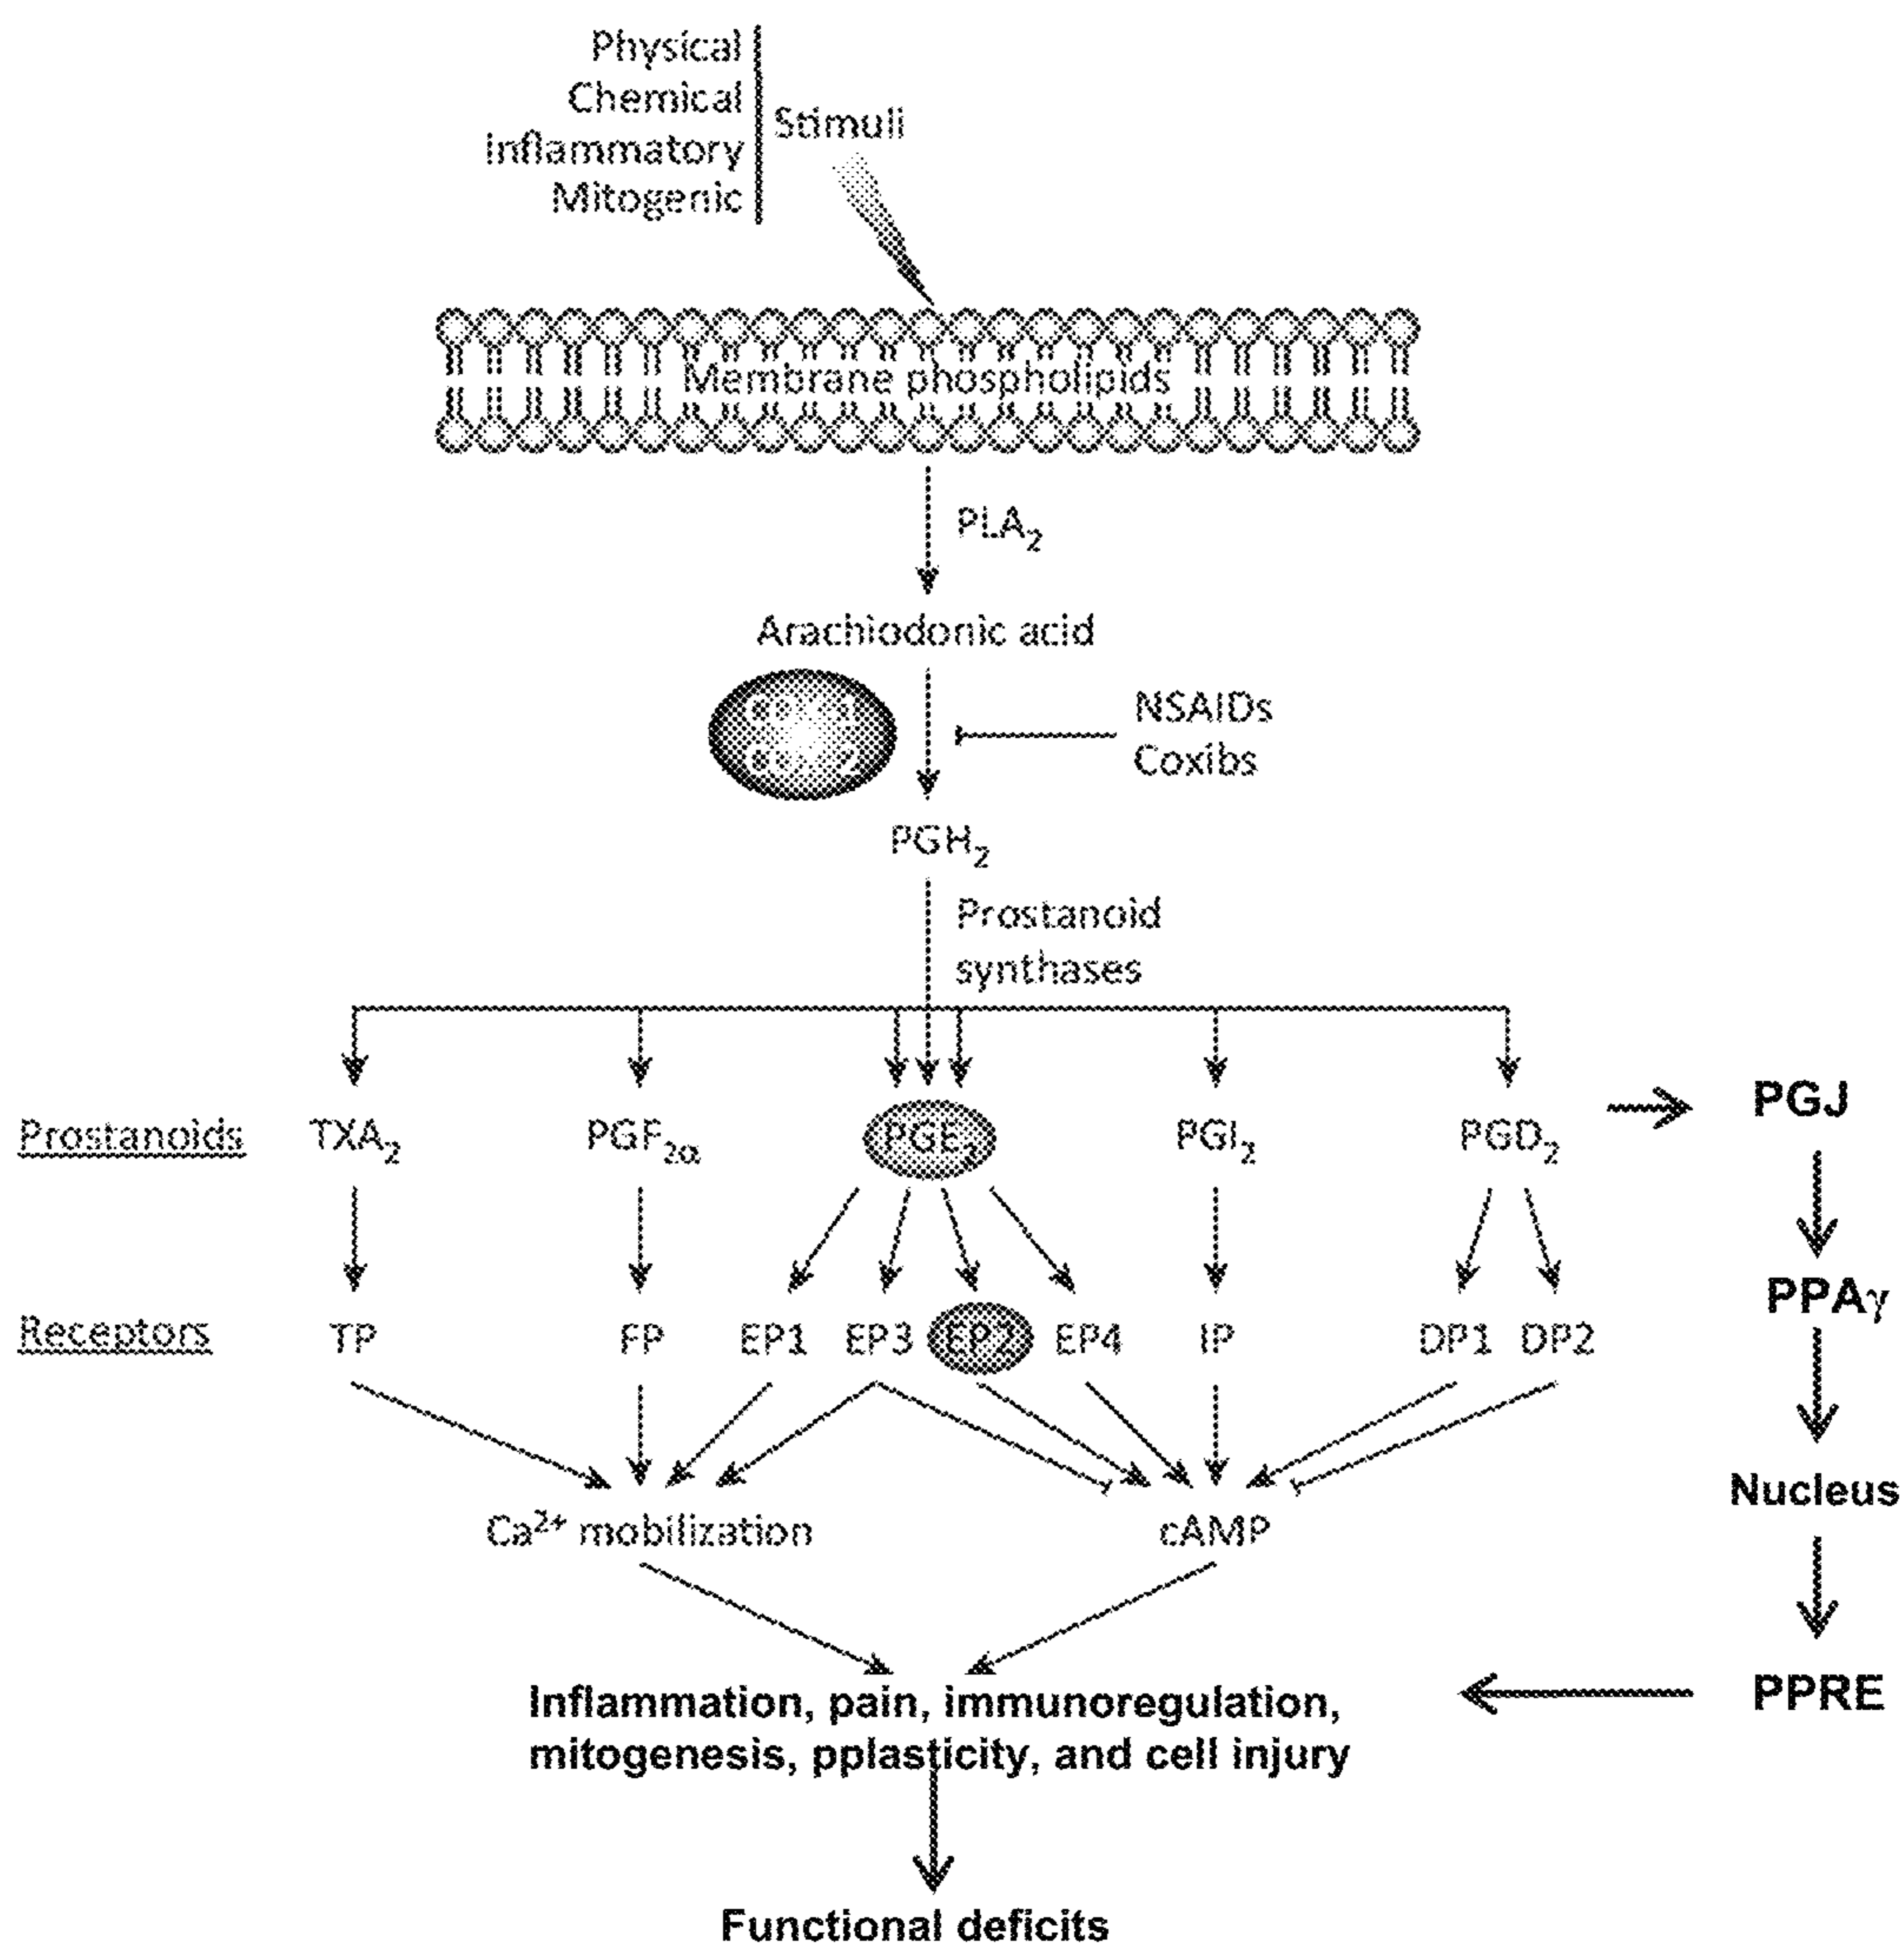 Physical
Chemical
Inflammatory
Mitogenic
Stimuli
Membrane phospholipids
PLA₂
Arachiodonic acid
NSAIDs
Coxibs
PGH₂
Prostanoid
synthases
Prostanoids TXA₂ PGF₂α PGE₂ PGI₂ PGD₂ PGJ
PPAγ
Receptors TP FP EP1 EP3 EP2 EP4 IP DP1 DP2
Nucleus
Ca²⁺ mobilization cAMP
PPRE
Inflammation, pain, immunoregulation,
mitogenesis, pplasticity, and cell injury
Functional deficits